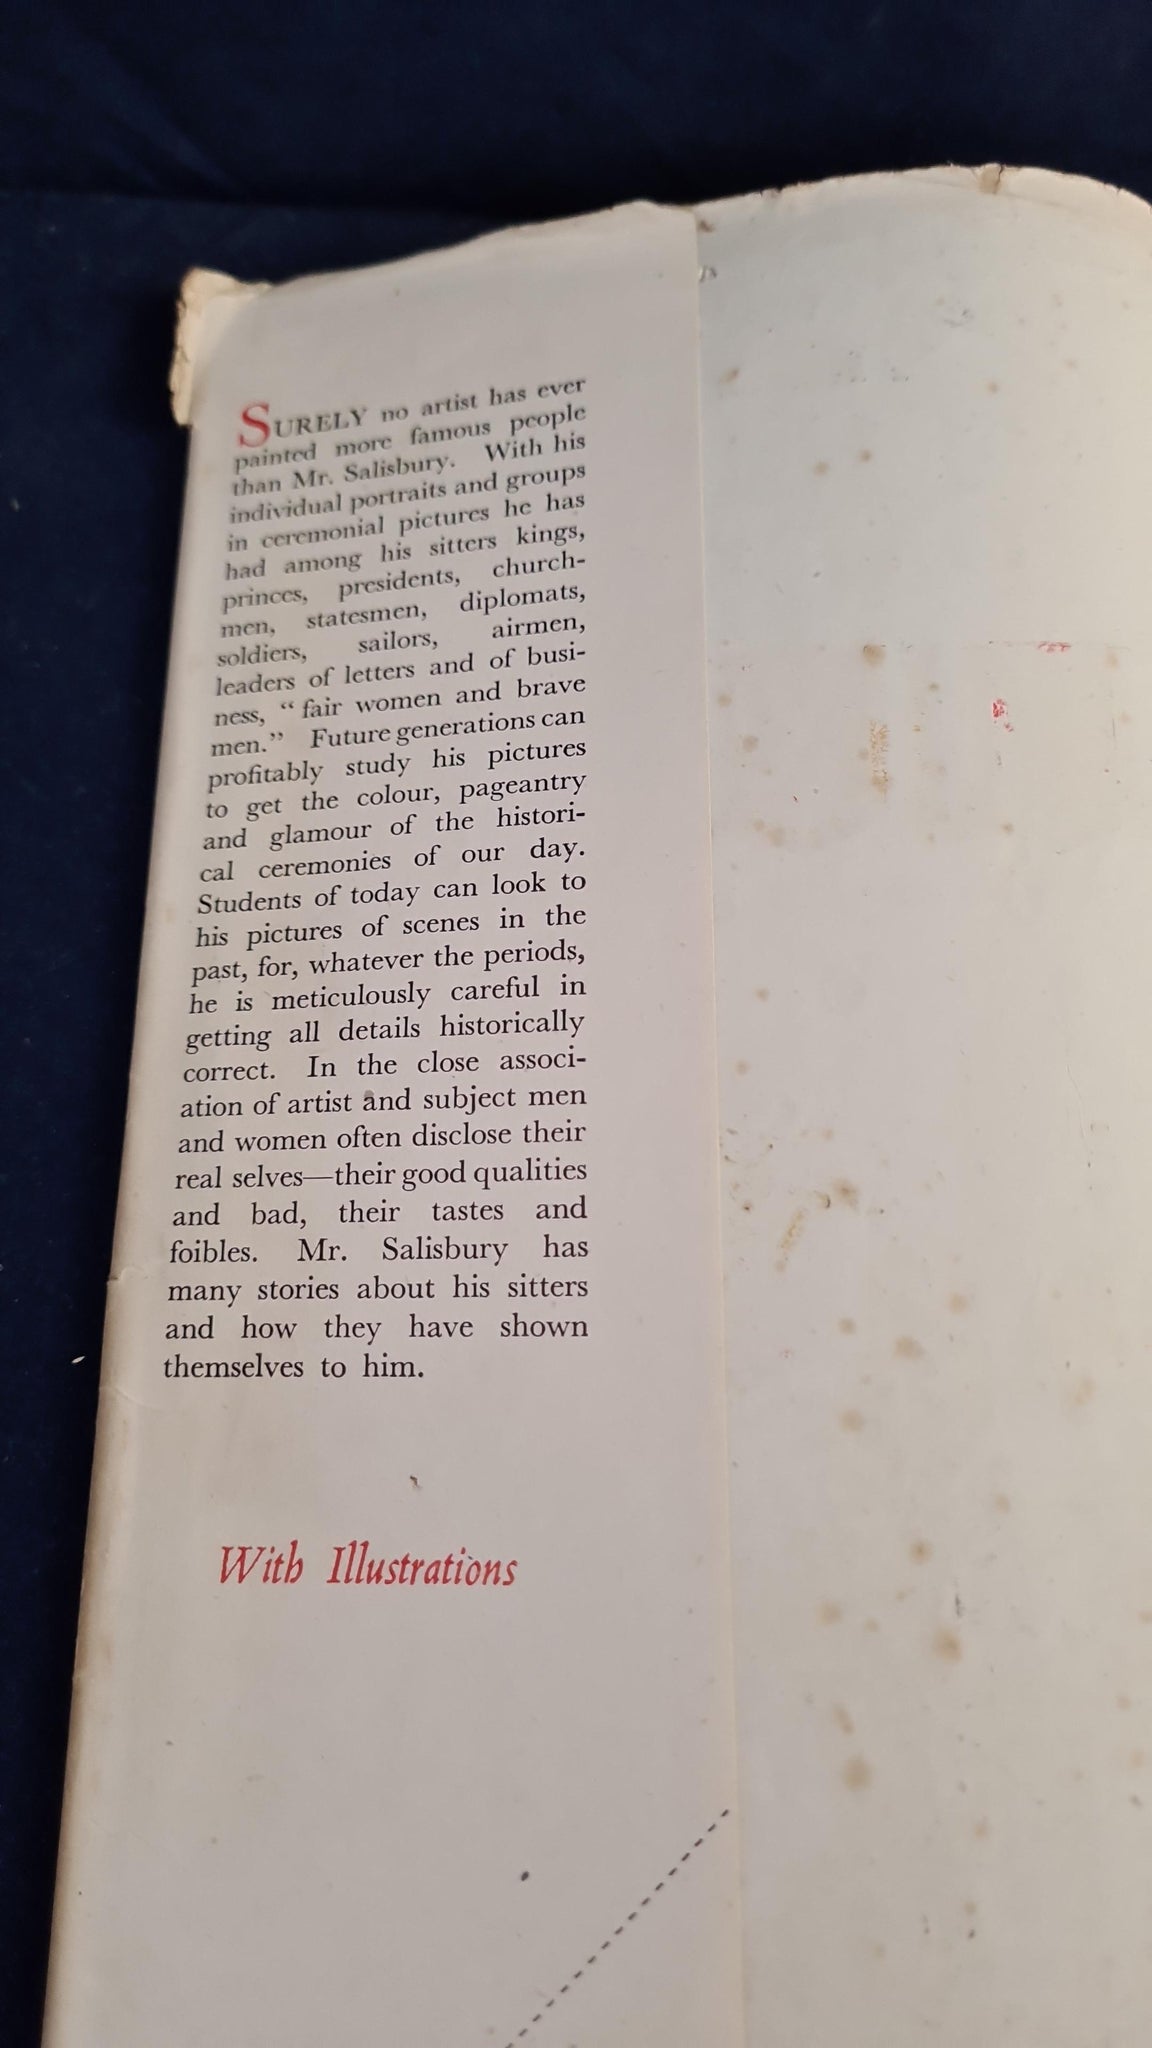 SURELY no artist has ever
painted more famous people
than Mr. Salisbury. With his
individual portraits and groups
in ceremonial pictures he has
had among his sitters kings,
princes, presidents, church-
men, statesmen, diplomats,
soldiers, sailors, airmen,
leaders of letters and of busi-
ness, “fair women and brave
men.” Future generations can
profitably study his pictures
to get the colour, pageantry
and glamour of the histori-
cal ceremonies of our day.
Students of today can look to
his pictures of scenes in the
past, for, whatever the periods,
he is meticulously careful in
getting all details historically
correct. In the close associ-
ation of artist and subject men
and women often disclose their
real selves—their good qualities
and bad, their tastes and
foibles. Mr. Salisbury has
many stories about his sitters
and how they have shown
themselves to him.
With Illustrations